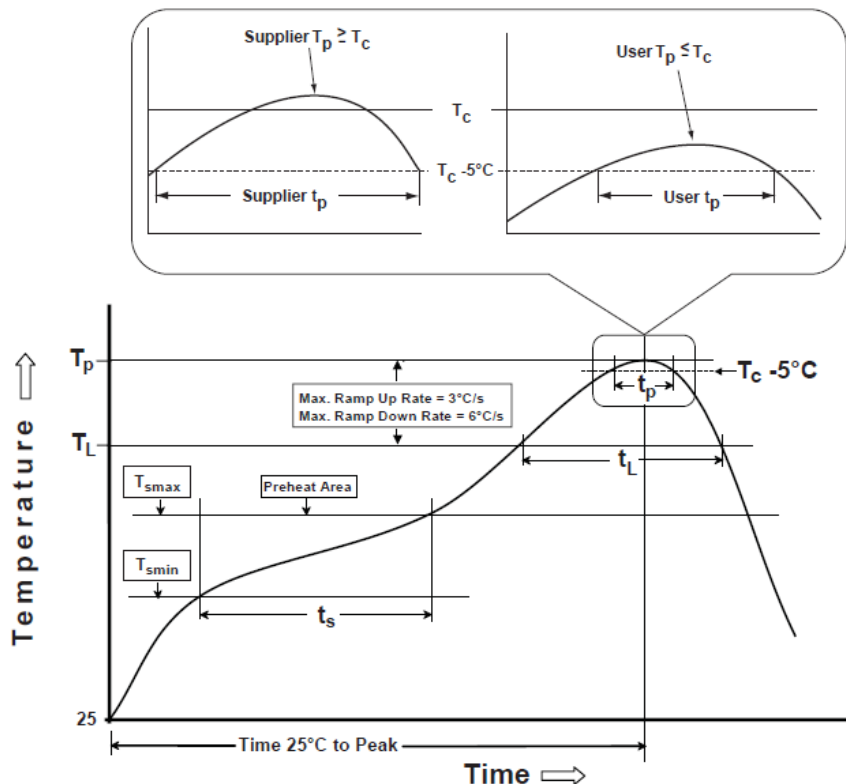 Supplier Tp ≥ Tc
User Tp ≤ Tc
Tc
Tc -5°C
Supplier tp
User tp
Tp
Tc -5°C
tp
Max. Ramp Up Rate = 3°C/s
Max. Ramp Down Rate = 6°C/s
TL
tL
Tsmax
Preheat Area
Tsmin
ts
Temperature
25
Time 25°C to Peak
Time